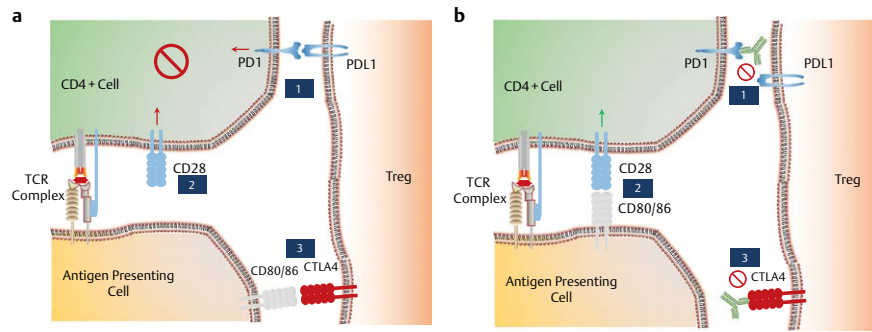 a
PD1
PDL1
1
CD4 + Cell
CD28
2
TCR
Complex
Treg
3
CD80/86
CTLA4
Antigen Presenting
Cell
b
PD1
PDL1
1
CD4 + Cell
CD28
2
CD80/86
TCR
Complex
Treg
3
CTLA4
Antigen Presenting
Cell